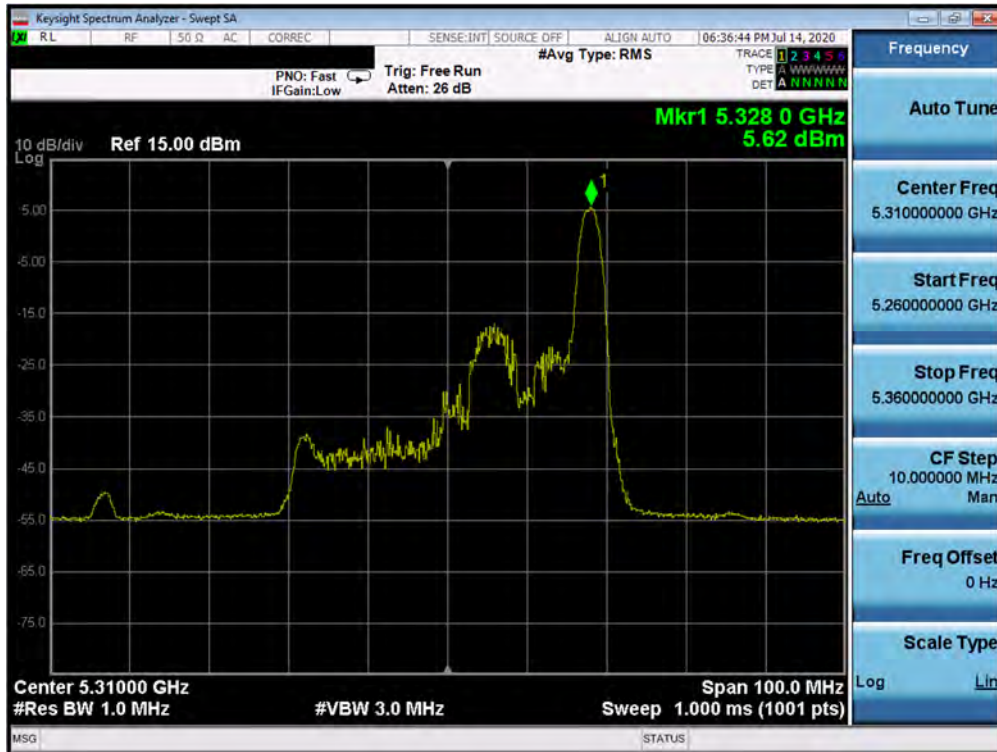 Keysight Spectrum Analyzer - Swept SA
LXI RL RF 50 Ω AC CORREC SENSE:INT SOURCE OFF ALIGN AUTO 06:36:44 PM Jul 14, 2020
#Avg Type: RMS
TRACE 1 2 3 4 5 6
PNO: Fast Trig: Free Run
TYPE A WWWWW
IFGain:Low Atten: 26 dB
DET A N N N N N
Mkr1 5.328 0 GHz
5.62 dBm
10 dB/div Ref 15.00 dBm
Log
1
5.00
-5.00
-15.0
-25.0
-35.0
-45.0
-55.0
-65.0
-75.0
Center 5.31000 GHz Span 100.0 MHz
#Res BW 1.0 MHz #VBW 3.0 MHz Sweep 1.000 ms (1001 pts)
MSG STATUS
Frequency
Auto Tune
Center Freq
5.310000000 GHz
Start Freq
5.260000000 GHz
Stop Freq
5.360000000 GHz
CF Step
10.000000 MHz
Auto Man
Freq Offset
0 Hz
Scale Type
Log Lin